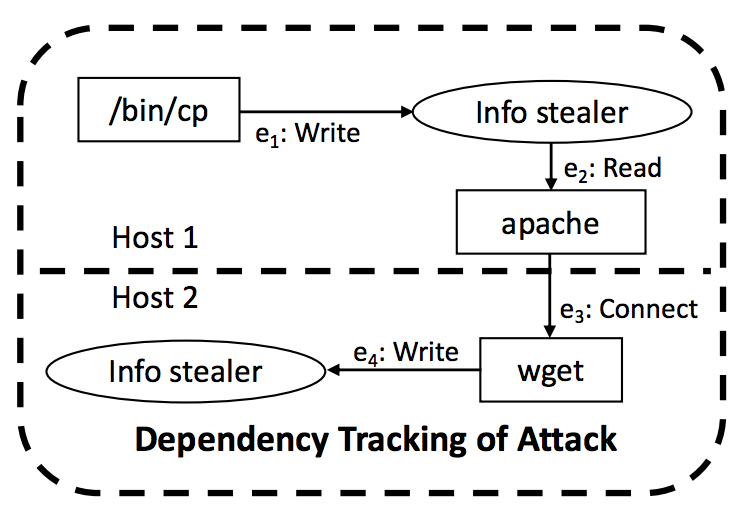 /bin/cp
e₁: Write
Info stealer
e₂: Read
apache
Host 1
Host 2
e₃: Connect
Info stealer
e₄: Write
wget
Dependency Tracking of Attack